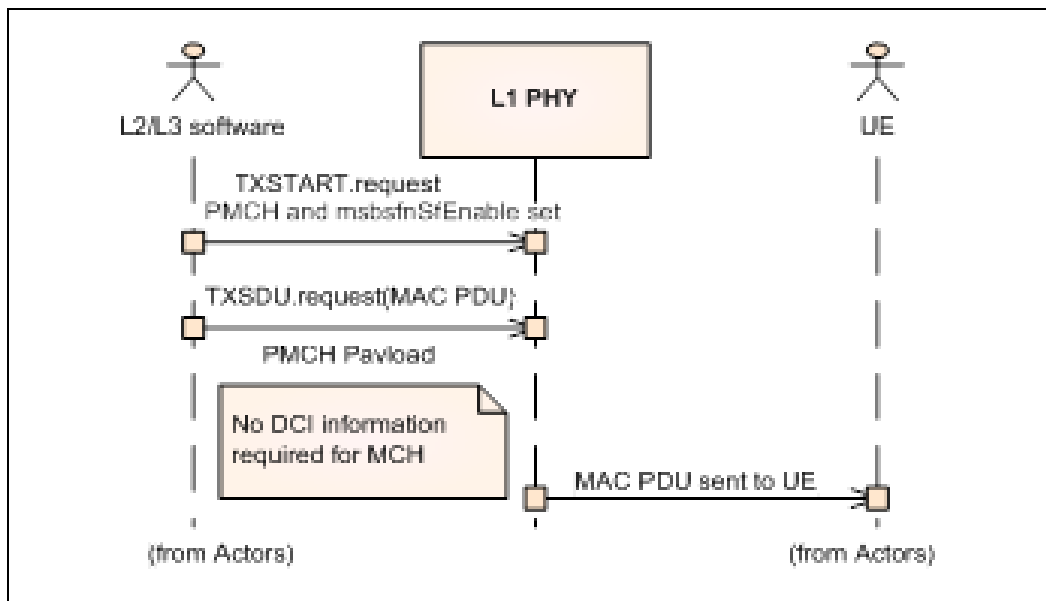 L1 PHY
L2/L3 software
UE
TXSTART.request
PMCH and msbsfnSfEnable set
TXSDU.request(MAC PDU)
PMCH Payload
No DCI information
required for MCH
MAC PDU sent to UE
(from Actors)
(from Actors)